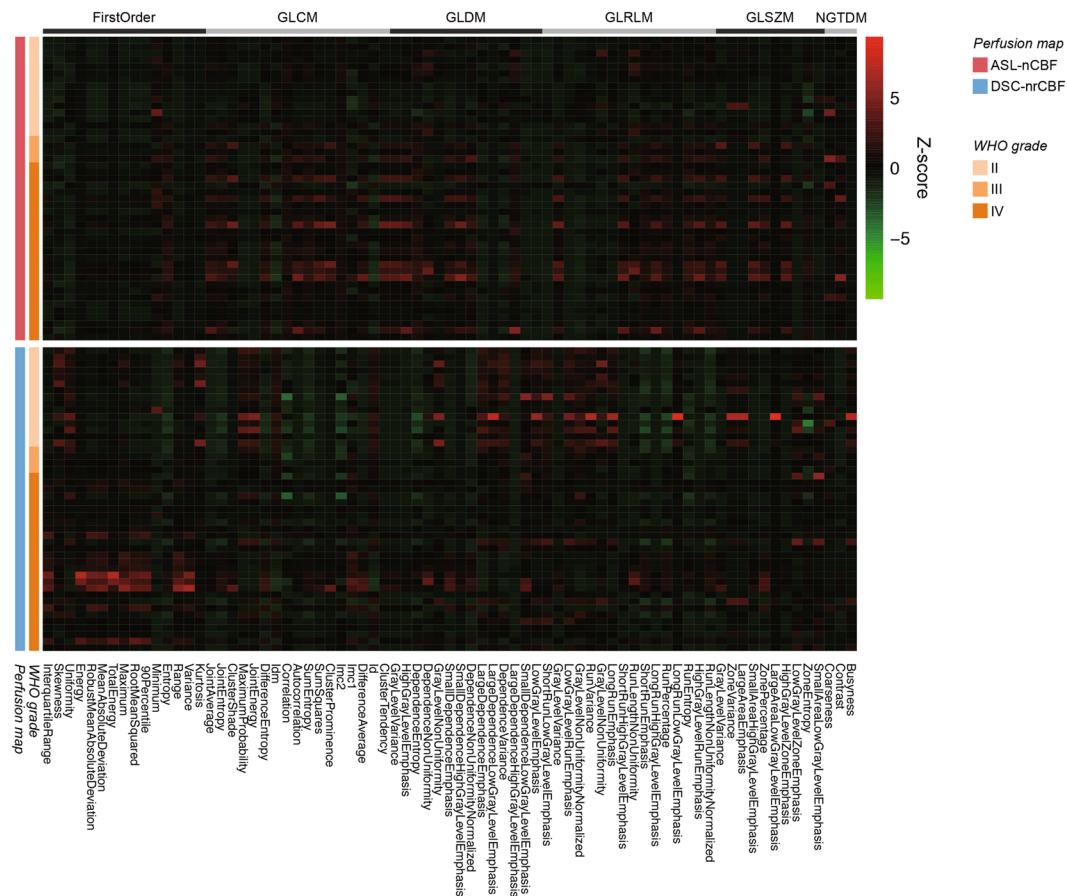 FirstOrder
GLCM
GLDM
GLRLM
GLSZM
NGTDM
5
0
−5
Z-score
Perfusion map
ASL-nCBF
DSC-nrCBF
WHO grade
II
III
IV
Perfusion map
WHO grade
InterquartileRange
Skewness
Uniformity
Energy
RobustMeanAbsoluteDeviation
MeanAbsoluteDeviation
TotalEnergy
Maximum
RootMeanSquared
90Percentile
Minimum
Entropy
Range
Variance
Kurtosis
JointAverage
JointEntropy
ClusterShade
MaximumProbability
JointEnergy
DifferenceEntropy
Idm
Correlation
Autocorrelation
SumEntropy
SumSquares
ClusterProminence
Imc2
Imc1
DifferenceAverage
Id
ClusterTendency
GrayLevelVariance
HighGrayLevelEmphasis
DependenceEntropy
DependenceNonUniformity
GrayLevelNonUniformity
SmallDependenceEmphasis
SmallDependenceHighGrayLevelEmphasis
DependenceNonUniformityNormalized
LargeDependenceEmphasis
LargeDependenceLowGrayLevelEmphasis
DependenceVariance
LargeDependenceHighGrayLevelEmphasis
SmallDependenceLowGrayLevelEmphasis
LowGrayLevelEmphasis
ShortRunLowGrayLevelEmphasis
GrayLevelVariance
LowGrayLevelRunEmphasis
GrayLevelNonUniformityNormalized
RunVariance
GrayLevelNonUniformity
LongRunEmphasis
ShortRunHighGrayLevelEmphasis
RunLengthNonUniformity
ShortRunEmphasis
LongRunHighGrayLevelEmphasis
RunPercentage
LongRunLowGrayLevelEmphasis
RunEntropy
HighGrayLevelRunEmphasis
RunLengthNonUniformityNormalized
GrayLevelVariance
ZoneVariance
LargeAreaEmphasis
SmallAreaHighGrayLevelEmphasis
ZonePercentage
LargeAreaLowGrayLevelEmphasis
HighGrayLevelZoneEmphasis
LowGrayLevelZoneEmphasis
ZoneEntropy
SmallAreaLowGrayLevelEmphasis
Coarseness
Contrast
Busyness